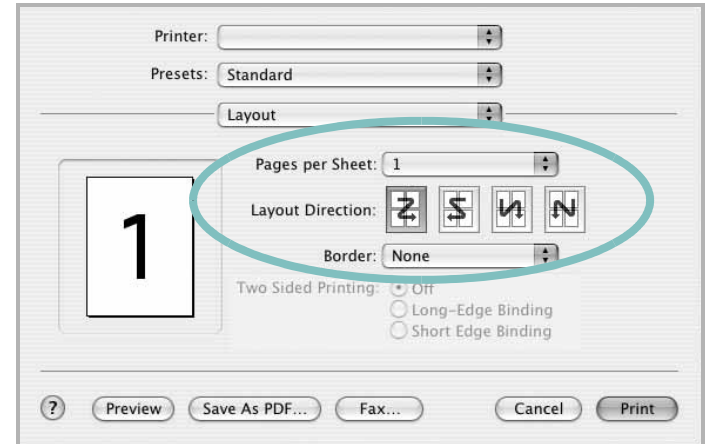 Printer:
Presets: Standard
Layout
Pages per Sheet: 1
1
Layout Direction:
Border: None
Two Sided Printing: Off
Long-Edge Binding
Short Edge Binding
? Preview Save As PDF... Fax... Cancel Print